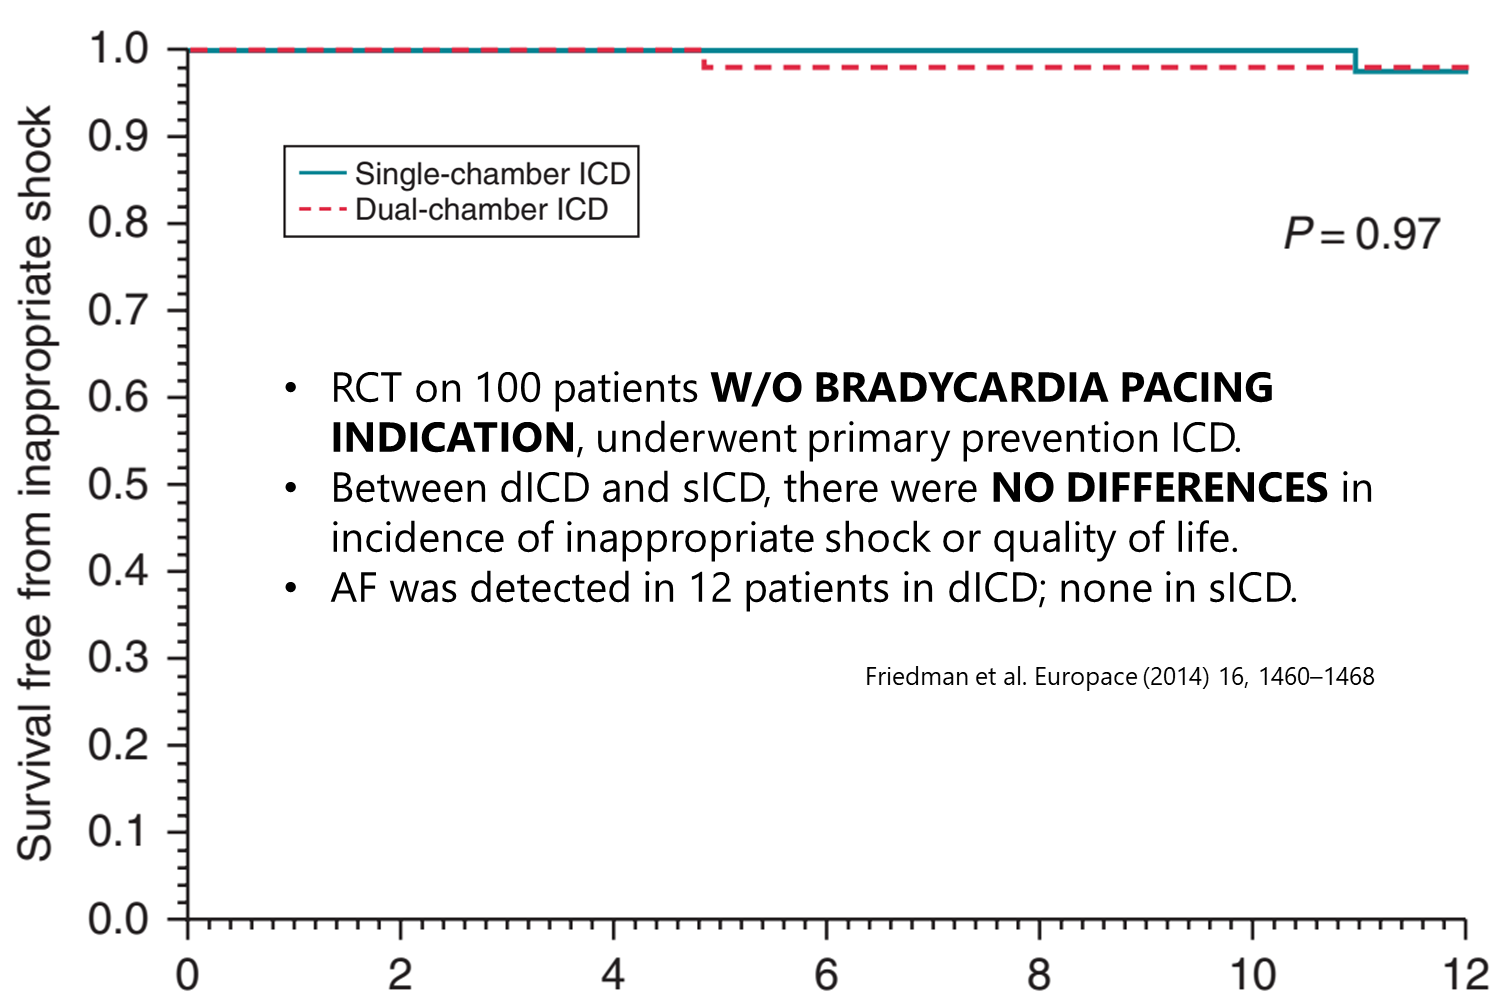 Survival free from inappropriate shock
1.0
0.9
0.8
0.7
0.6
0.5
0.4
0.3
0.2
0.1
0.0
Single-chamber ICD
Dual-chamber ICD
P = 0.97
• RCT on 100 patients W/O BRADYCARDIA PACING
INDICATION, underwent primary prevention ICD.
• Between dICD and sICD, there were NO DIFFERENCES in
incidence of inappropriate shock or quality of life.
• AF was detected in 12 patients in dICD; none in sICD.
Friedman et al. Europace (2014) 16, 1460–1468
0 2 4 6 8 10 12